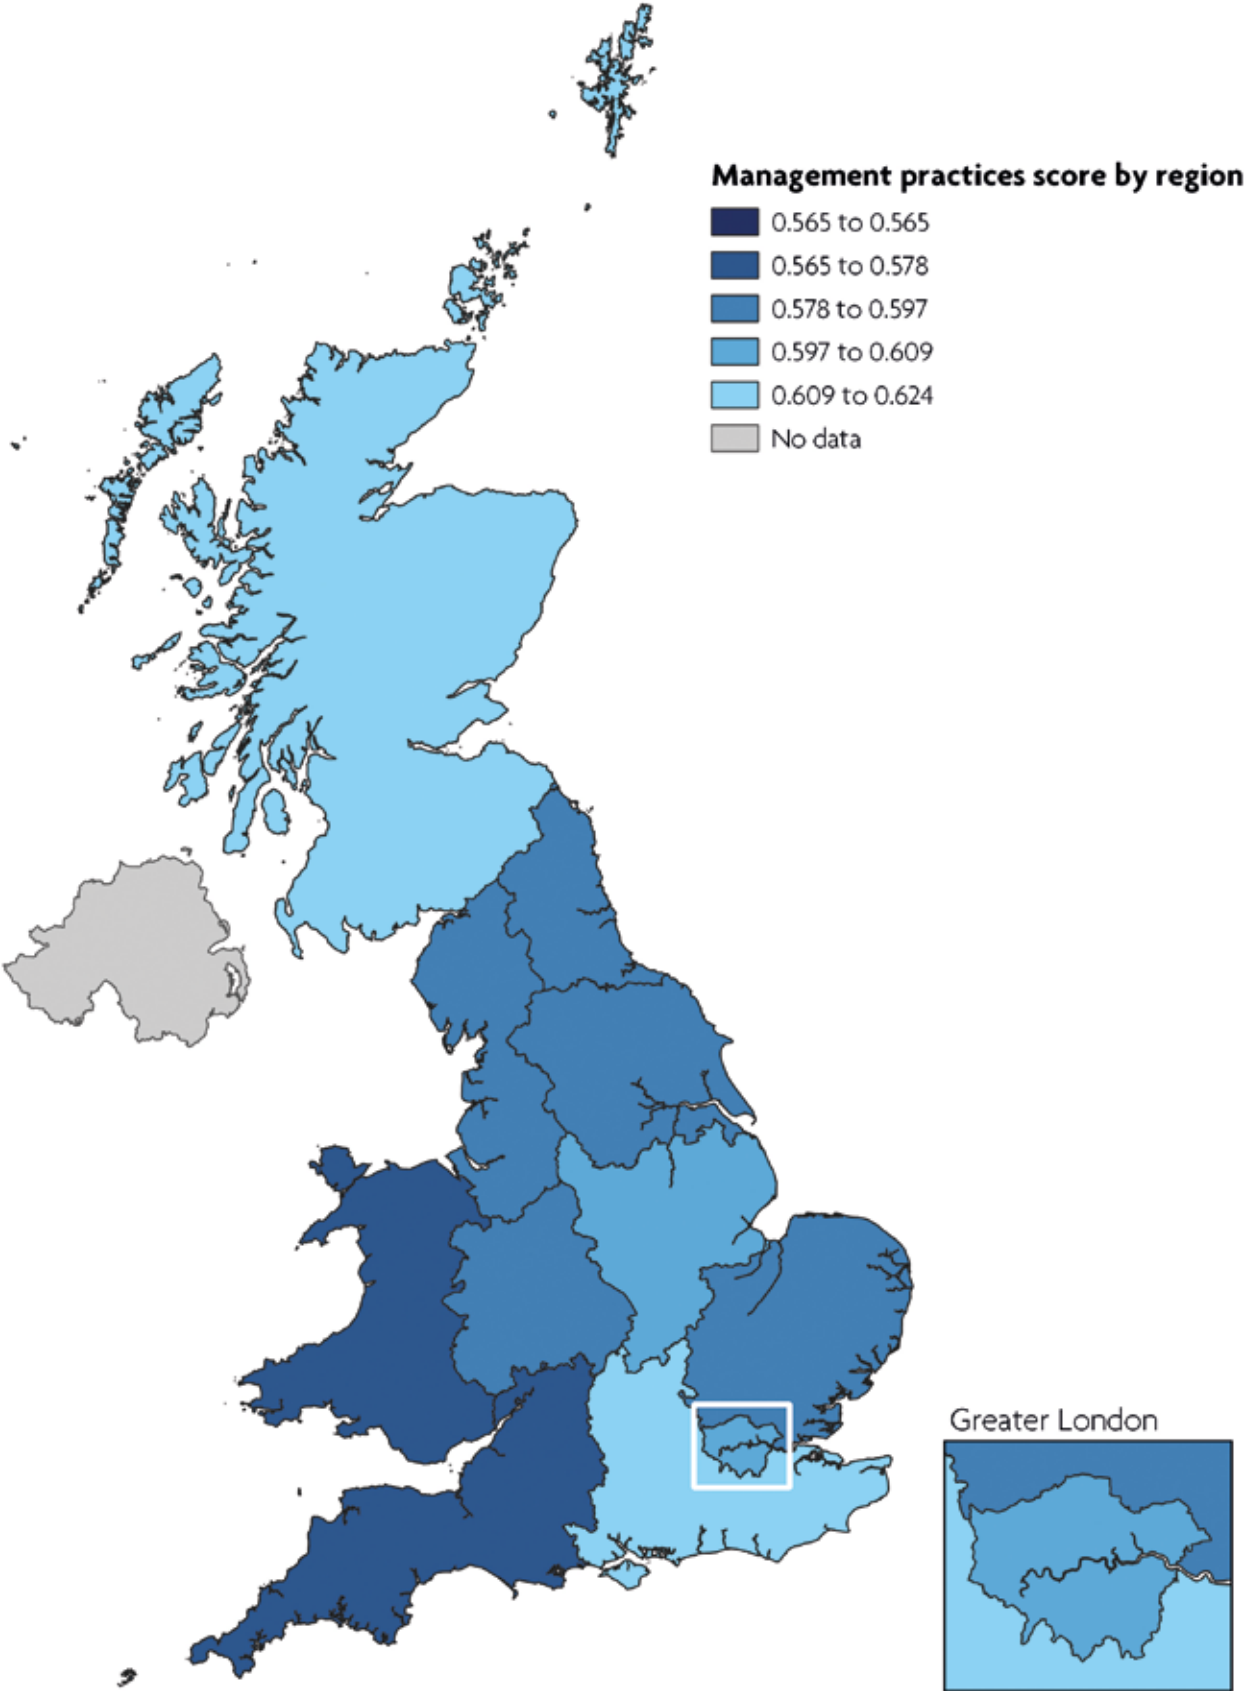 Management practices score by region
0.565 to 0.565
0.565 to 0.578
0.578 to 0.597
0.597 to 0.609
0.609 to 0.624
No data
Greater London